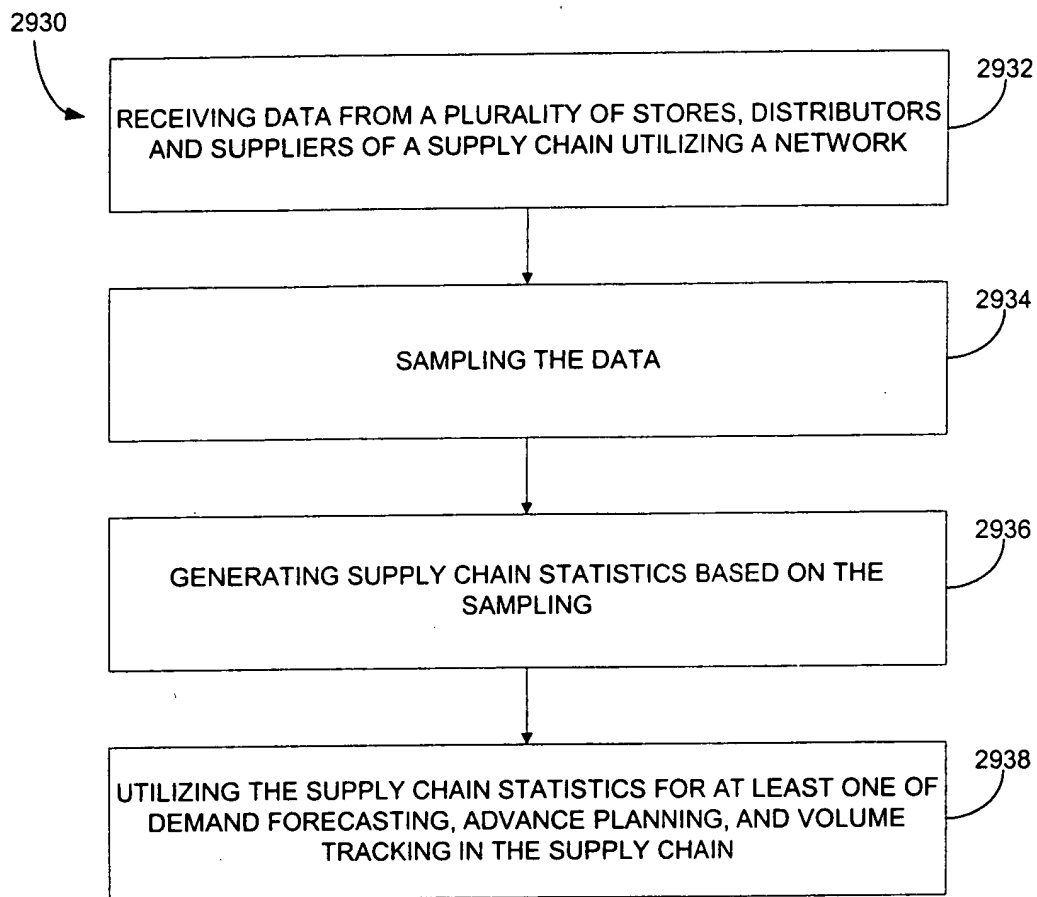 2930
2932
RECEIVING DATA FROM A PLURALITY OF STORES, DISTRIBUTORS
AND SUPPLIERS OF A SUPPLY CHAIN UTILIZING A NETWORK
2934
SAMPLING THE DATA
2936
GENERATING SUPPLY CHAIN STATISTICS BASED ON THE
SAMPLING
2938
UTILIZING THE SUPPLY CHAIN STATISTICS FOR AT LEAST ONE OF
DEMAND FORECASTING, ADVANCE PLANNING, AND VOLUME
TRACKING IN THE SUPPLY CHAIN